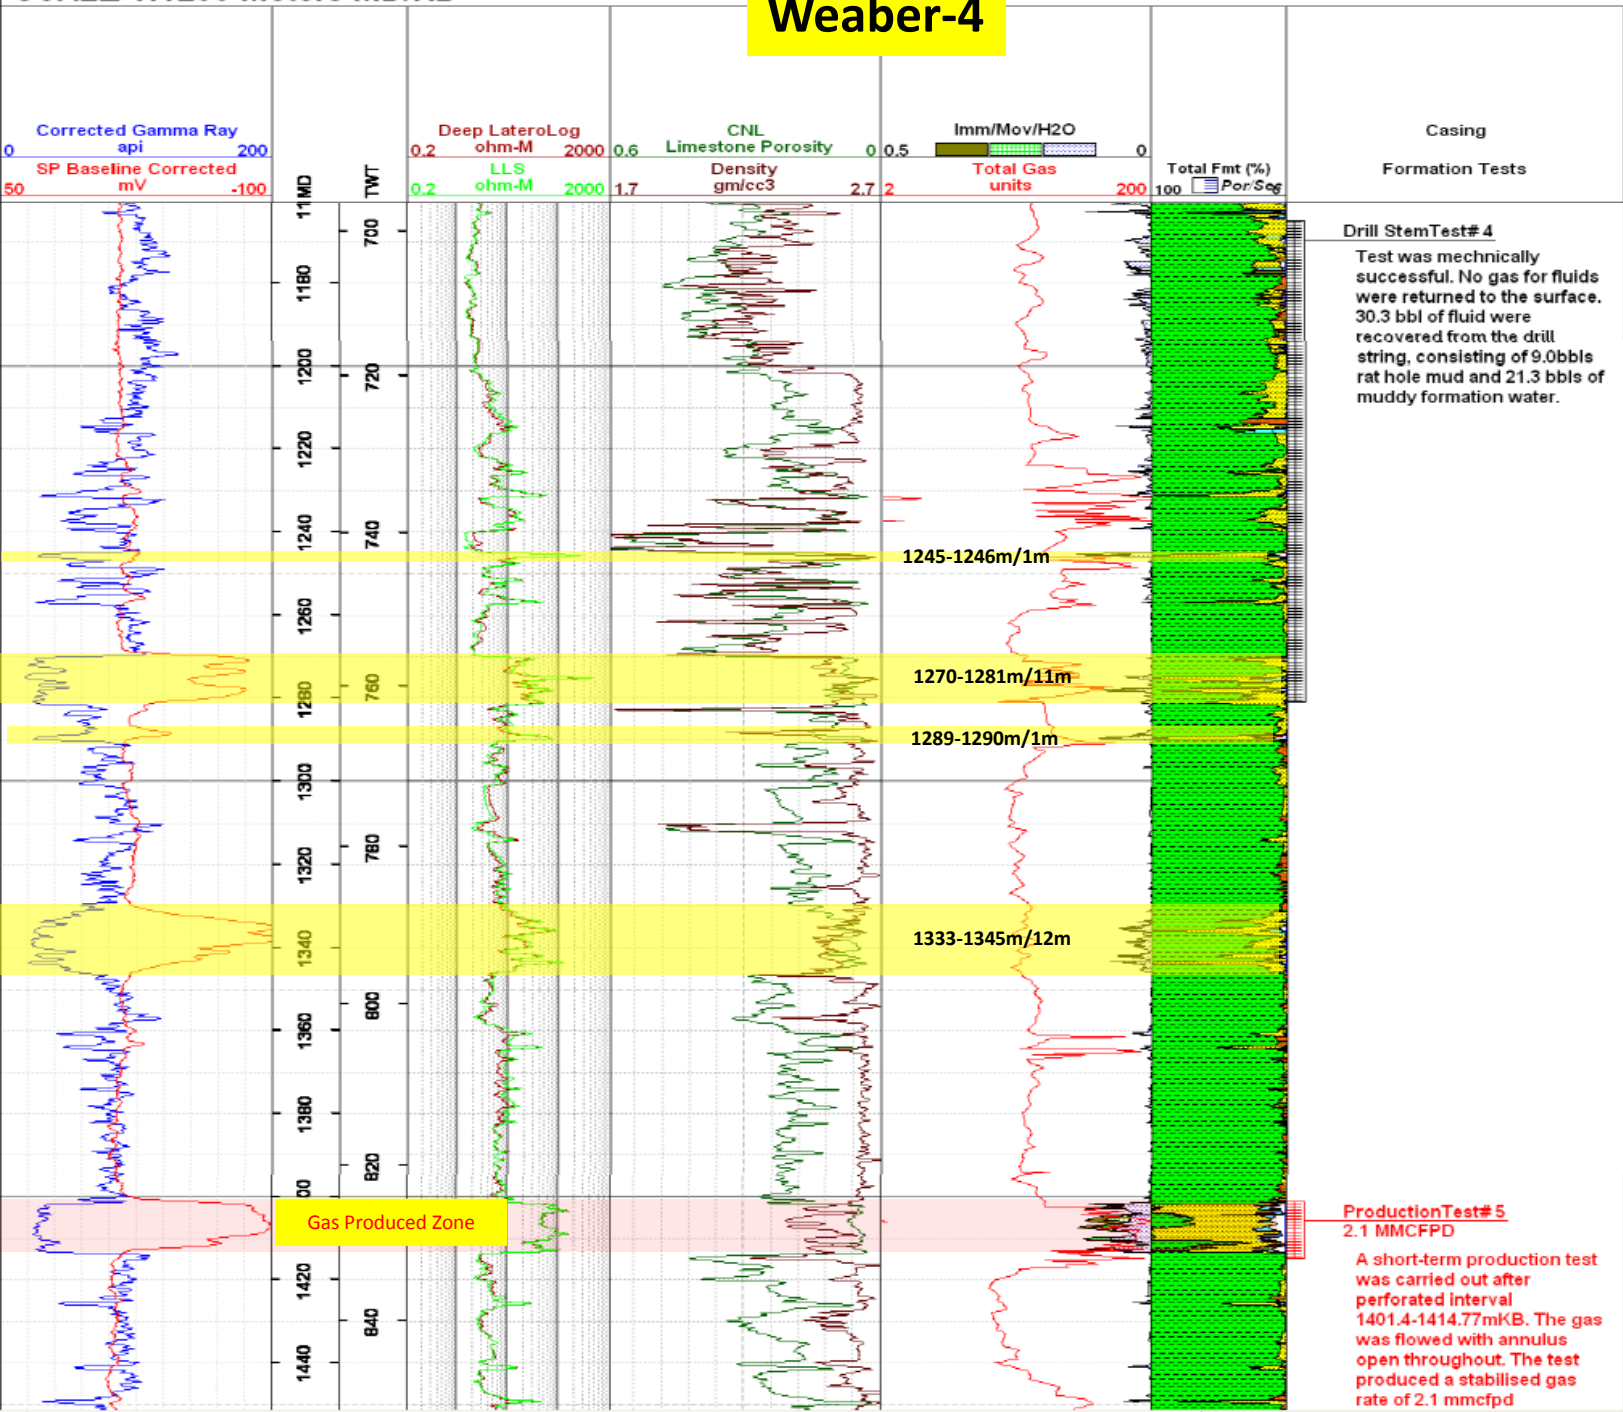 Weaber-4
Corrected Gamma Ray
0 api 200
SP Baseline Corrected
50 mV -100
MD
TWT
Deep LateroLog
0.2 ohm-M 2000
LLS
0.2 ohm-M 2000
CNL
0.6 Limestone Porosity 0
Density
1.7 gm/cc3 2.7
Imm/Mov/H2O
0.5 0
Total Gas
2 units 200
Total Fmt (%)
100 Por/Sec
Casing
Formation Tests
11
1180
1200
1220
1240
1260
1280
1300
1320
1340
1360
1380
00
1420
1440
700
720
740
760
780
800
820
840
1245-1246m/1m
1270-1281m/11m
1289-1290m/1m
1333-1345m/12m
Gas Produced Zone
Drill StemTest# 4
Test was mechnically
successful. No gas for fluids
were returned to the surface.
30.3 bbl of fluid were
recovered from the drill
string, consisting of 9.0bbls
rat hole mud and 21.3 bbls of
muddy formation water.
ProductionTest# 5
2.1 MMCFPD
A short-term production test
was carried out after
perforated interval
1401.4-1414.77mKB. The gas
was flowed with annulus
open throughout. The test
produced a stabilised gas
rate of 2.1 mmcfpd